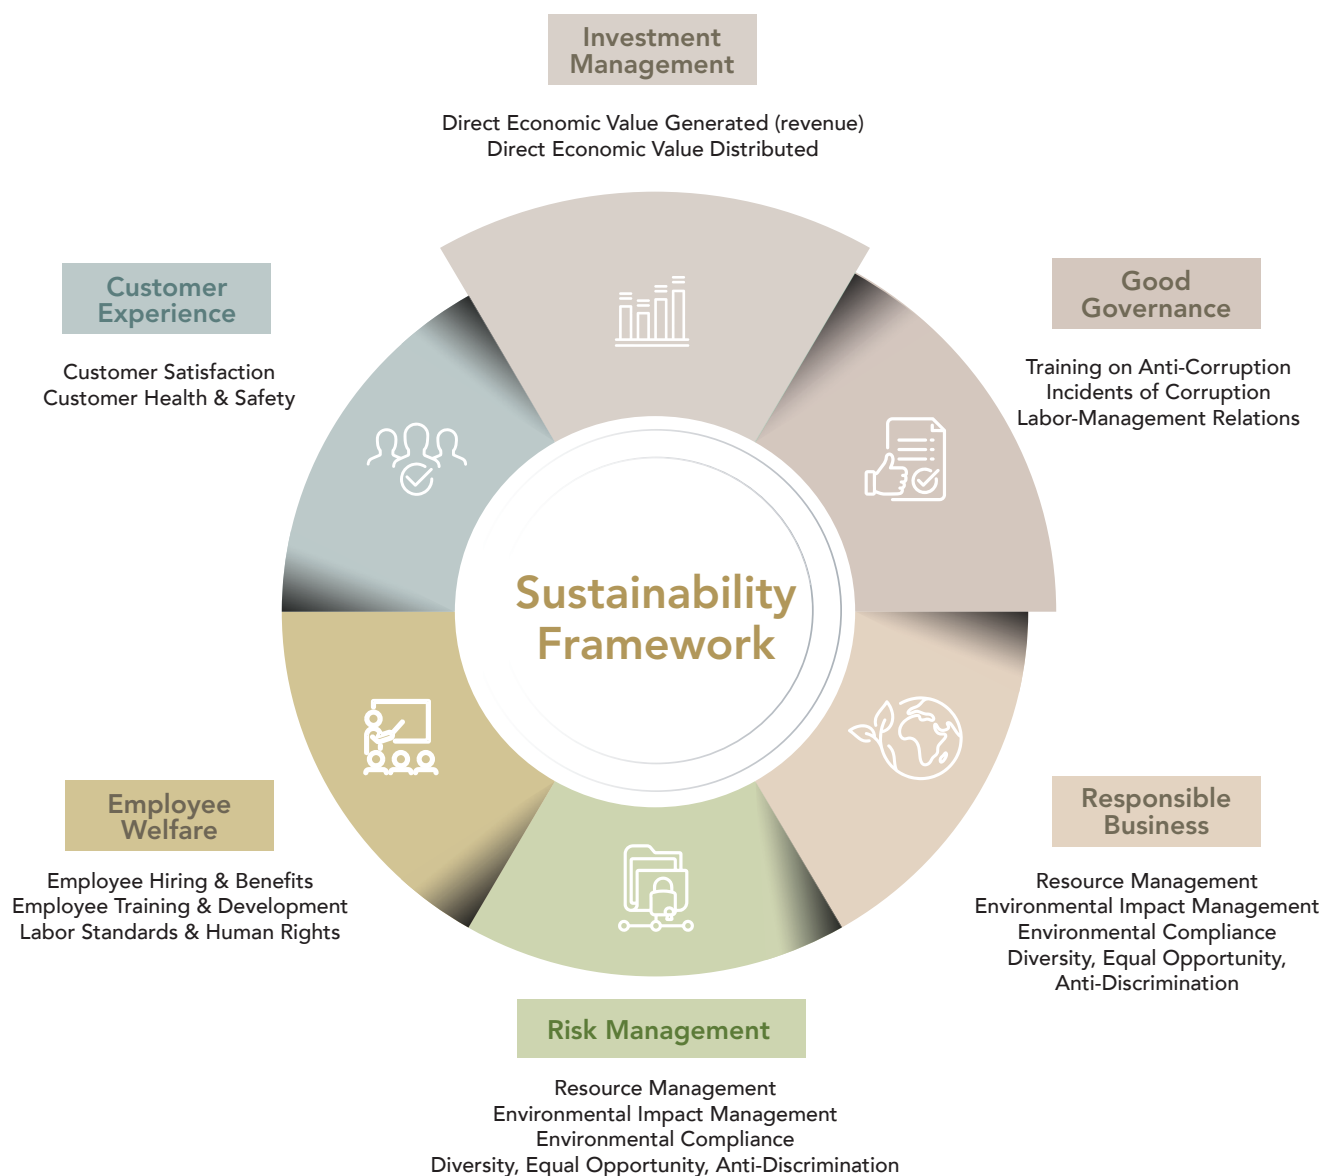 Investment
Management
Direct Economic Value Generated (revenue)
Direct Economic Value Distributed
Customer
Experience
Customer Satisfaction
Customer Health & Safety
Good
Governance
Training on Anti-Corruption
Incidents of Corruption
Labor-Management Relations
Sustainability
Framework
Employee
Welfare
Employee Hiring & Benefits
Employee Training & Development
Labor Standards & Human Rights
Responsible
Business
Resource Management
Environmental Impact Management
Environmental Compliance
Diversity, Equal Opportunity,
Anti-Discrimination
Risk Management
Resource Management
Environmental Impact Management
Environmental Compliance
Diversity, Equal Opportunity, Anti-Discrimination